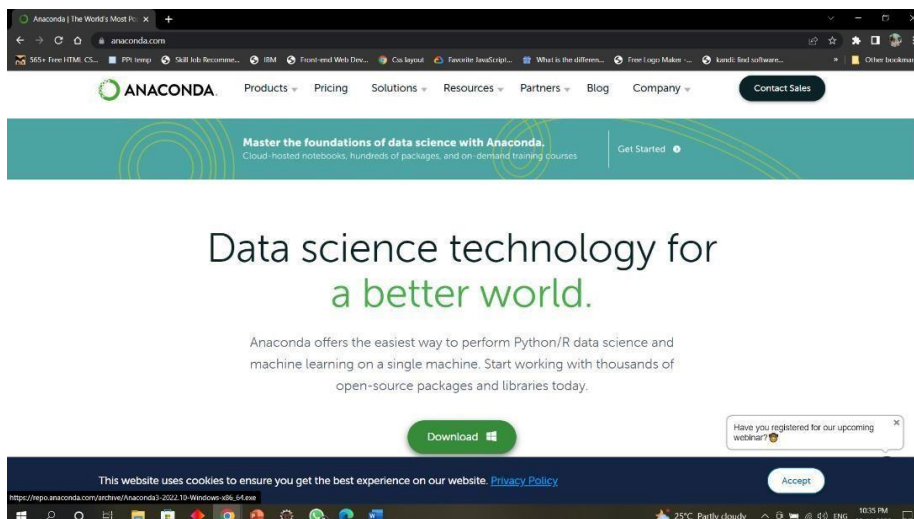 Anaconda | The World's Most Po
anaconda.com
565+ Free HTML CS...
PPt temp
Skill Job Recomme...
IBM
Front-end Web Dev...
Css layout
Favorite JavaScript...
What is the differen...
Free Logo Maker -...
kandi: find software...
Other bookmar
ANACONDA.
Products
Pricing
Solutions
Resources
Partners
Blog
Company
Contact Sales
Master the foundations of data science with Anaconda.
Cloud-hosted notebooks, hundreds of packages, and on-demand training courses
Get Started
Data science technology for
a better world.
Anaconda offers the easiest way to perform Python/R data science and
machine learning on a single machine. Start working with thousands of
open-source packages and libraries today.
Download
Have you registered for our upcoming
webinar?
This website uses cookies to ensure you get the best experience on our website. Privacy Policy
Accept
https://repo.anaconda.com/archive/Anaconda3-2022.10-Windows-x86_64.exe
25°C Partly cloudy
ENG
10:35 PM